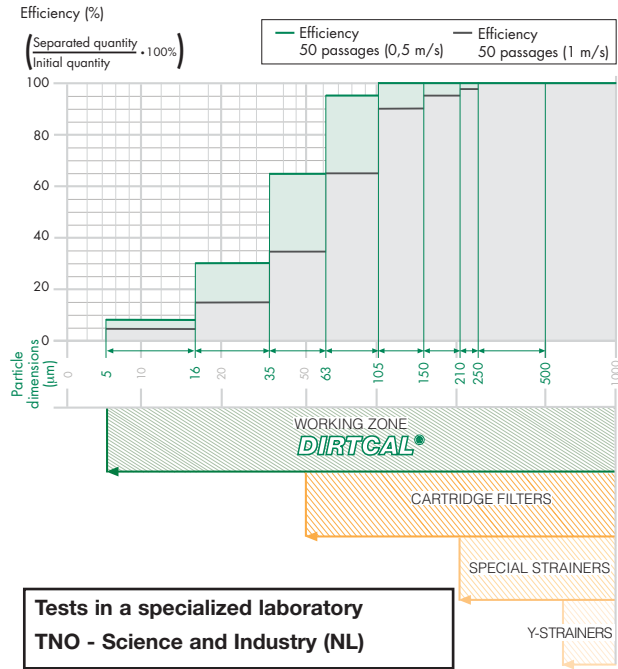 Efficiency (%)
Separated quantity
Initial quantity
• 100%
Efficiency
50 passages (0,5 m/s)
Efficiency
50 passages (1 m/s)
100
80
60
40
20
0
Particle
dimensions
(μm)
0
5
10
16
20
35
50
63
105
150
210
250
500
1000
WORKING ZONE
DIRTCAL®
CARTRIDGE FILTERS
SPECIAL STRAINERS
Y-STRAINERS
Tests in a specialized laboratory
TNO - Science and Industry (NL)